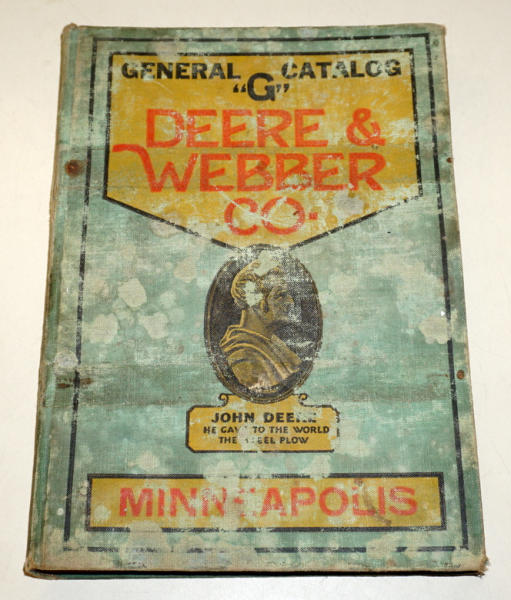 GENERAL "G" CATALOG
DEERE &
WEBBER
CO.
JOHN DEERE
HE GAVE TO THE WORLD
THE STEEL PLOW
MINNEAPOLIS